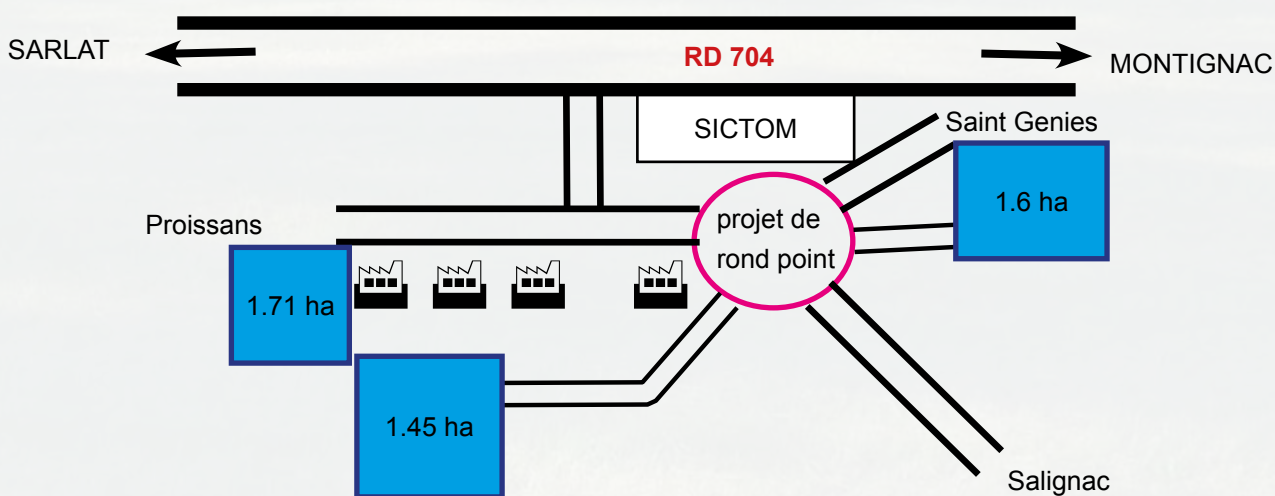 SARLAT
RD 704
MONTIGNAC
SICTOM
Saint Genies
1.6 ha
Proissans
projet de
rond point
1.71 ha
1.45 ha
Salignac